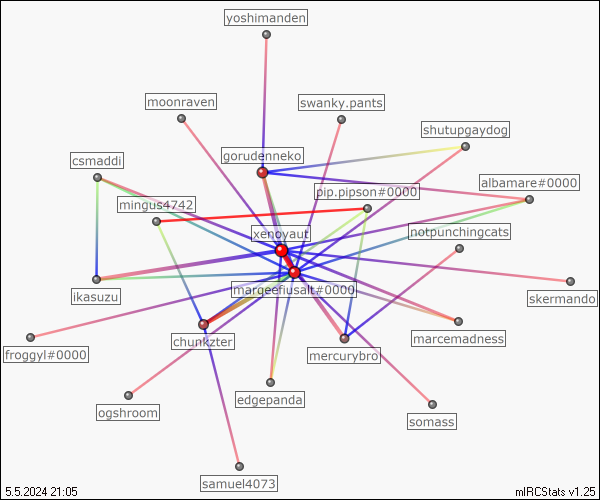 yoshimanden
moonraven
swanky.pants
shutupgaydog
gorudenneko
csmaddi
albamare#0000
pip.pipson#0000
mingus4742
notpunchingcats
xenoyaut
marqeefiusalt#0000
ikasuzu
skermando
marcemadness
chunkzter
froggyl#0000
mercurybro
edgepanda
ogshroom
somass
samuel4073
5.5.2024 21:05
mIRCStats v1.25